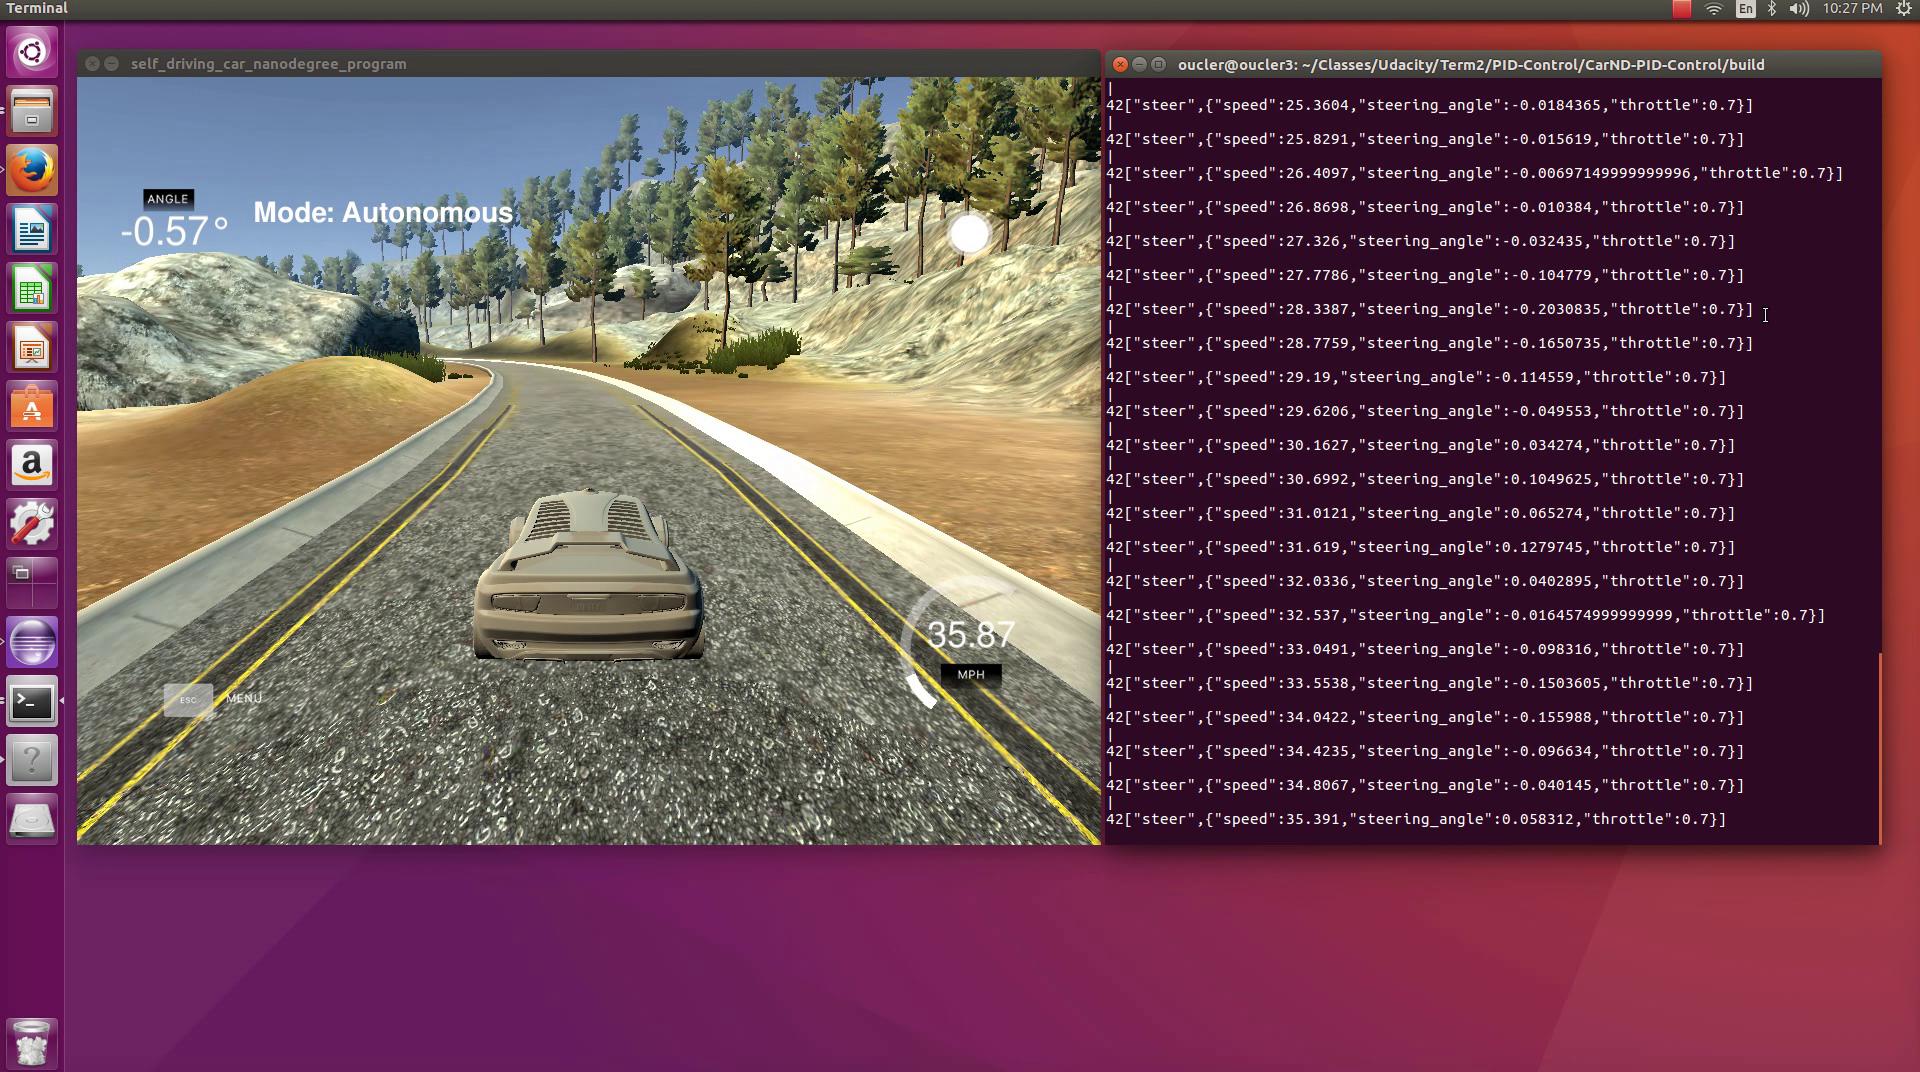 Terminal
En
10:27 PM
self_driving_car_nanodegree_program
ANGLE
-0.57°
Mode: Autonomous
35.87
MPH
ESC
MENU
oucler@oucler3: ~/Classes/Udacity/Term2/PID-Control/CarND-PID-Control/build
|
42["steer",{"speed":25.3604,"steering_angle":-0.0184365,"throttle":0.7}]
|
42["steer",{"speed":25.8291,"steering_angle":-0.015619,"throttle":0.7}]
|
42["steer",{"speed":26.4097,"steering_angle":-0.00697149999999996,"throttle":0.7}]
|
42["steer",{"speed":26.8698,"steering_angle":-0.010384,"throttle":0.7}]
|
42["steer",{"speed":27.326,"steering_angle":-0.032435,"throttle":0.7}]
|
42["steer",{"speed":27.7786,"steering_angle":-0.104779,"throttle":0.7}]
|
42["steer",{"speed":28.3387,"steering_angle":-0.2030835,"throttle":0.7}]
|
42["steer",{"speed":28.7759,"steering_angle":-0.1650735,"throttle":0.7}]
|
42["steer",{"speed":29.19,"steering_angle":-0.114559,"throttle":0.7}]
|
42["steer",{"speed":29.6206,"steering_angle":-0.049553,"throttle":0.7}]
|
42["steer",{"speed":30.1627,"steering_angle":0.034274,"throttle":0.7}]
|
42["steer",{"speed":30.6992,"steering_angle":0.1049625,"throttle":0.7}]
|
42["steer",{"speed":31.0121,"steering_angle":0.065274,"throttle":0.7}]
|
42["steer",{"speed":31.619,"steering_angle":0.1279745,"throttle":0.7}]
|
42["steer",{"speed":32.0336,"steering_angle":0.0402895,"throttle":0.7}]
|
42["steer",{"speed":32.537,"steering_angle":-0.0164574999999999,"throttle":0.7}]
|
42["steer",{"speed":33.0491,"steering_angle":-0.098316,"throttle":0.7}]
|
42["steer",{"speed":33.5538,"steering_angle":-0.1503605,"throttle":0.7}]
|
42["steer",{"speed":34.0422,"steering_angle":-0.155988,"throttle":0.7}]
|
42["steer",{"speed":34.4235,"steering_angle":-0.096634,"throttle":0.7}]
|
42["steer",{"speed":34.8067,"steering_angle":-0.040145,"throttle":0.7}]
|
42["steer",{"speed":35.391,"steering_angle":0.058312,"throttle":0.7}]